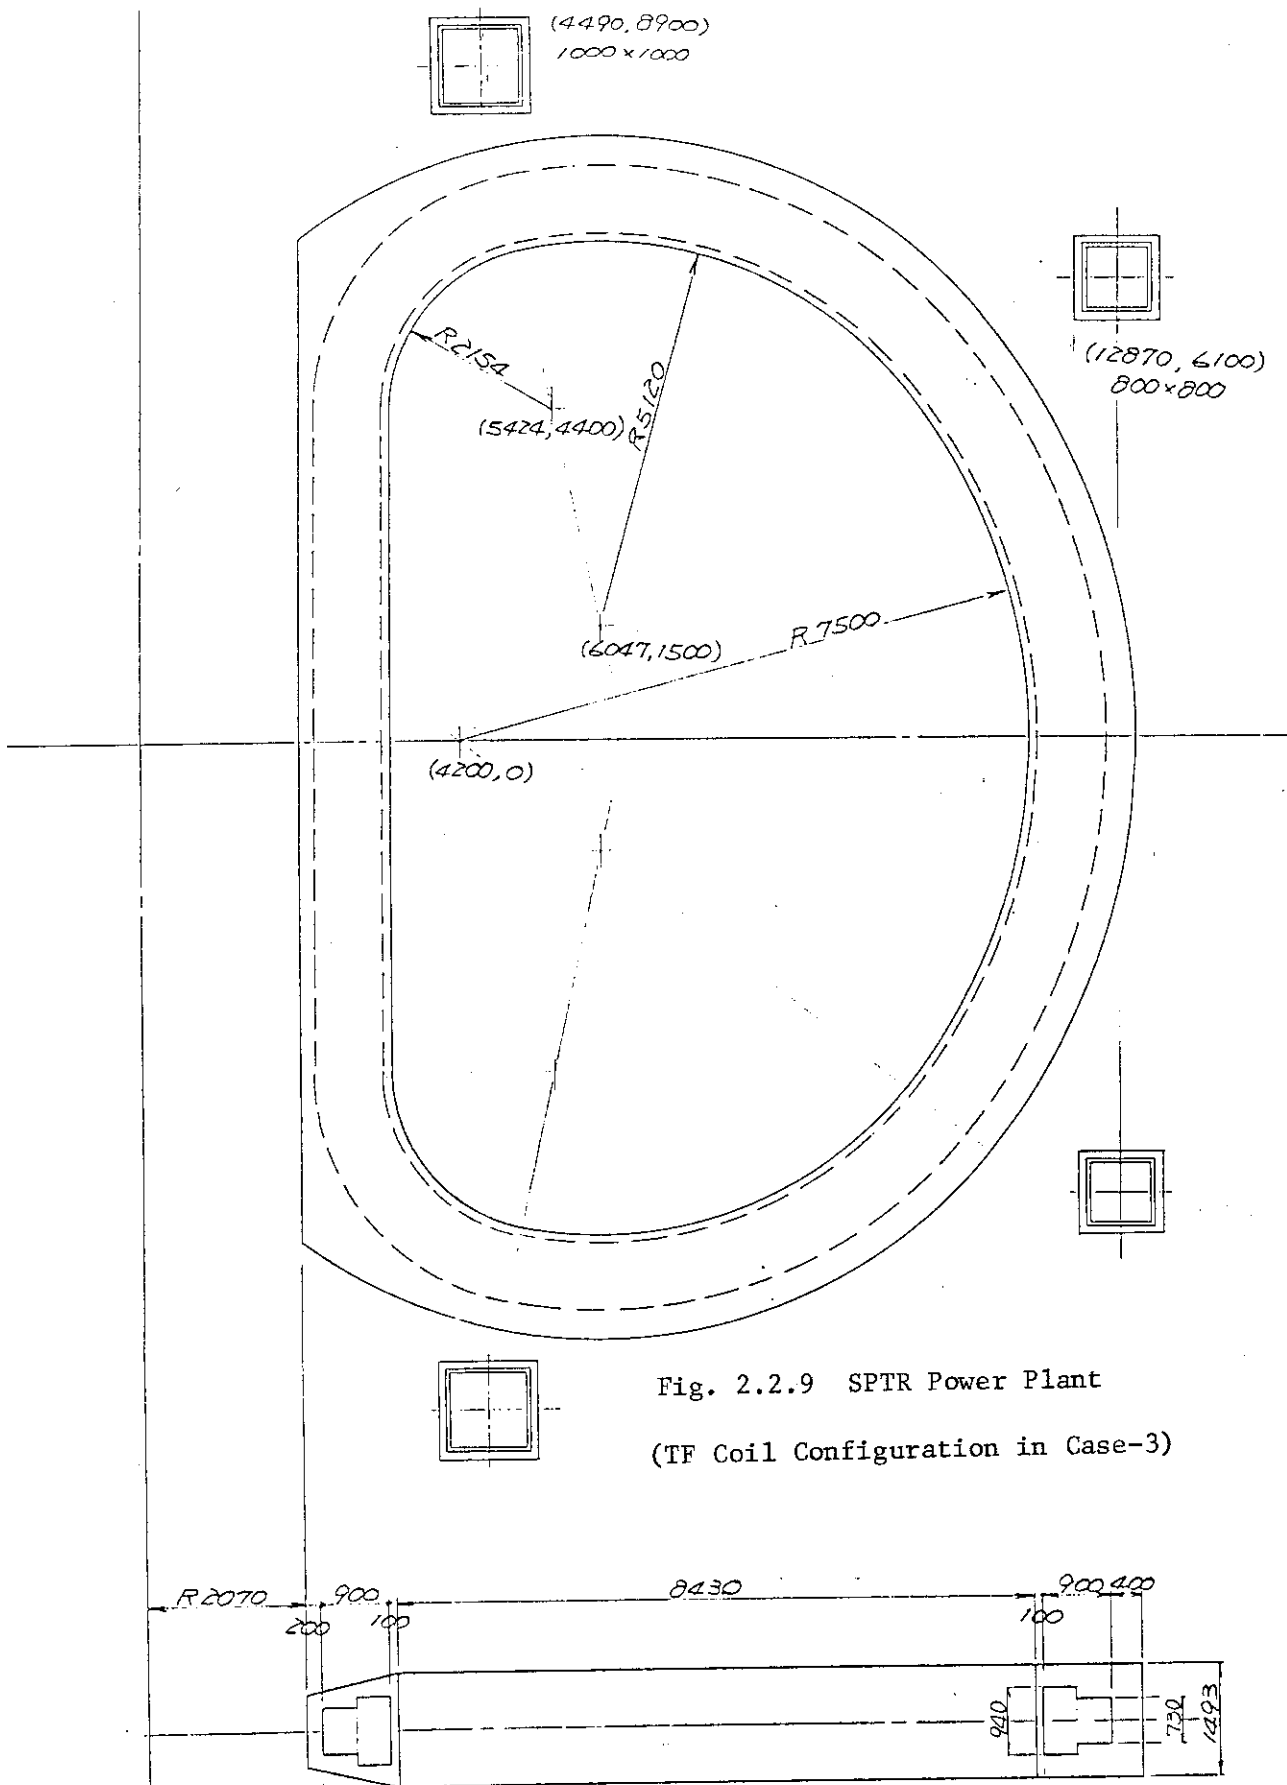 (4490, 8900)
1000×1000
(12870, 6100)
800×800
R2154
(5424, 4400)
R5120
(6047, 1500)
R 7500
(4200, 0)
Fig. 2.2.9 SPTR Power Plant
(TF Coil Configuration in Case-3)
R 2070
900
8430
900
400
200
100
100
940
730
1493